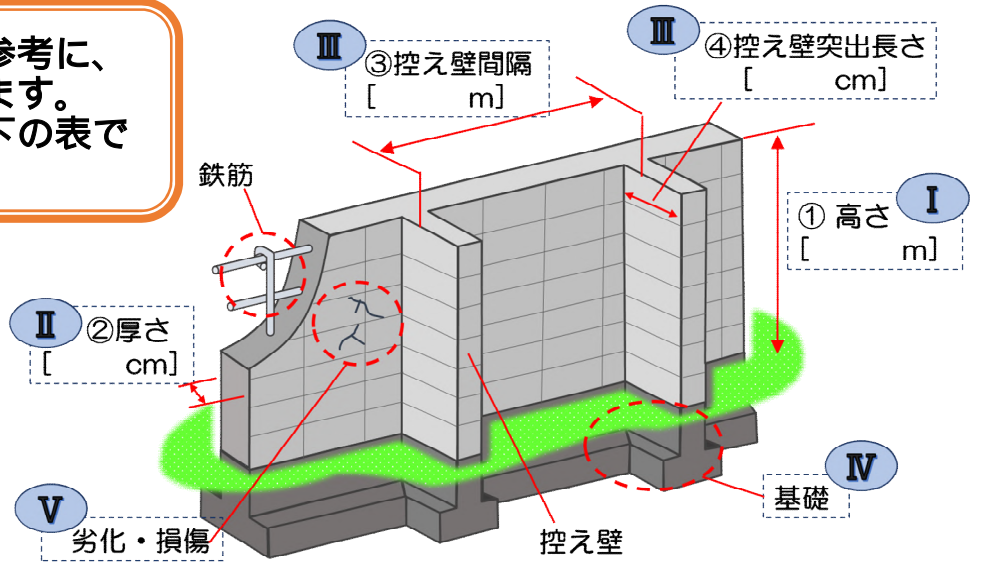 参考に、
ます。
下の表で
Ⅲ
③控え壁間隔
[ m]
Ⅲ
④控え壁突出長さ
[ cm]
鉄筋
Ⅰ
① 高さ
[ m]
Ⅱ
②厚さ
[ cm]
Ⅳ
基礎
Ⅴ
劣化・損傷
控え壁